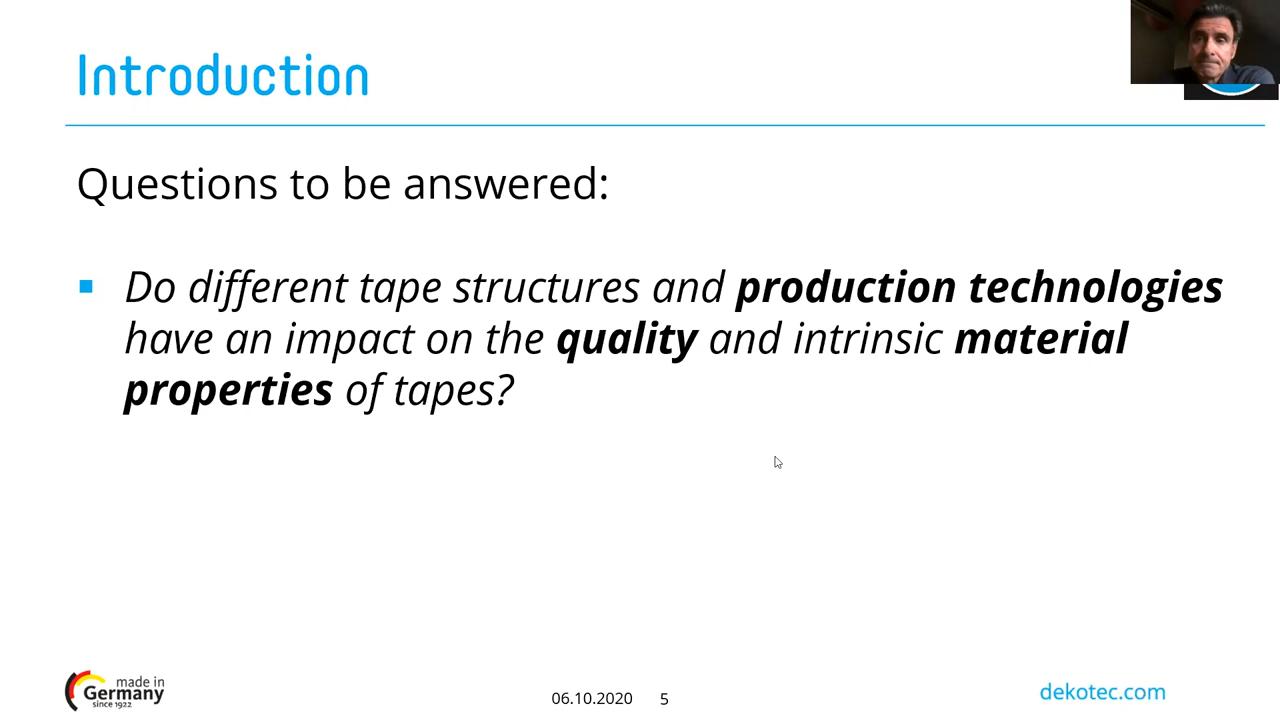 Introduction
Questions to be answered:
▪ Do different tape structures and production technologies
have an impact on the quality and intrinsic material
properties of tapes?
made in
Germany
since 1922
06.10.2020 5
dekotec.com